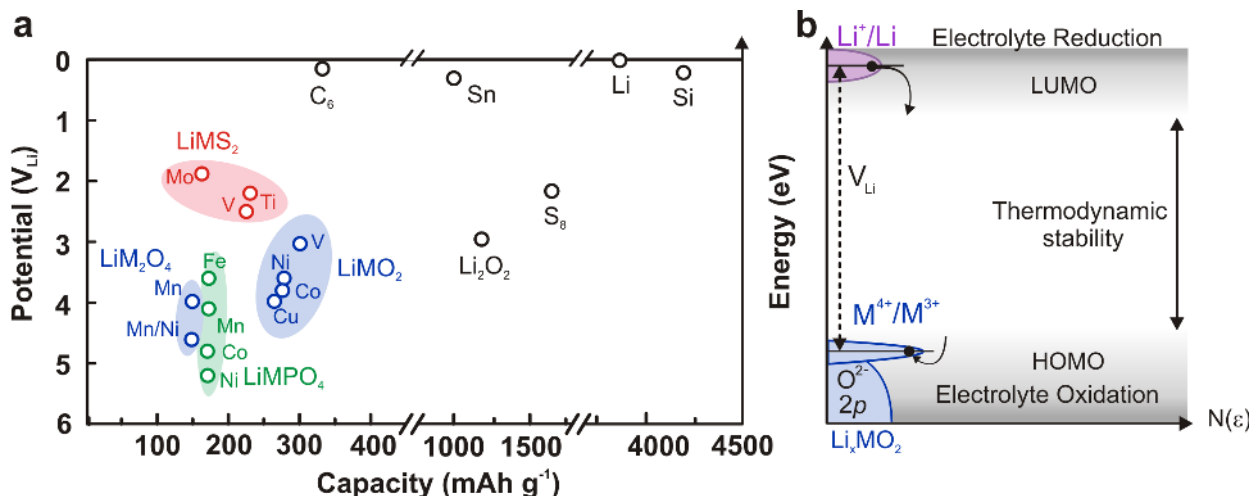 a
Potential (V_Li)
0
1
2
3
4
5
6
C₆
Sn
Li
Si
LiMS₂
Mo
V
Ti
S₈
Li₂O₂
LiM₂O₄
Fe
Mn
Mn/Ni
Mn
Co
Ni
LiMPO₄
V
Ni
Co
Cu
LiMO₂
100 200 300 400 1000 1500 4000 4500
Capacity (mAh g⁻¹)
b
Energy (eV)
Li⁺/Li
Electrolyte Reduction
LUMO
V_Li
Thermodynamic
stability
M⁴⁺/M³⁺
HOMO
O²⁻
2p
Electrolyte Oxidation
N(ε)
LiₓMO₂